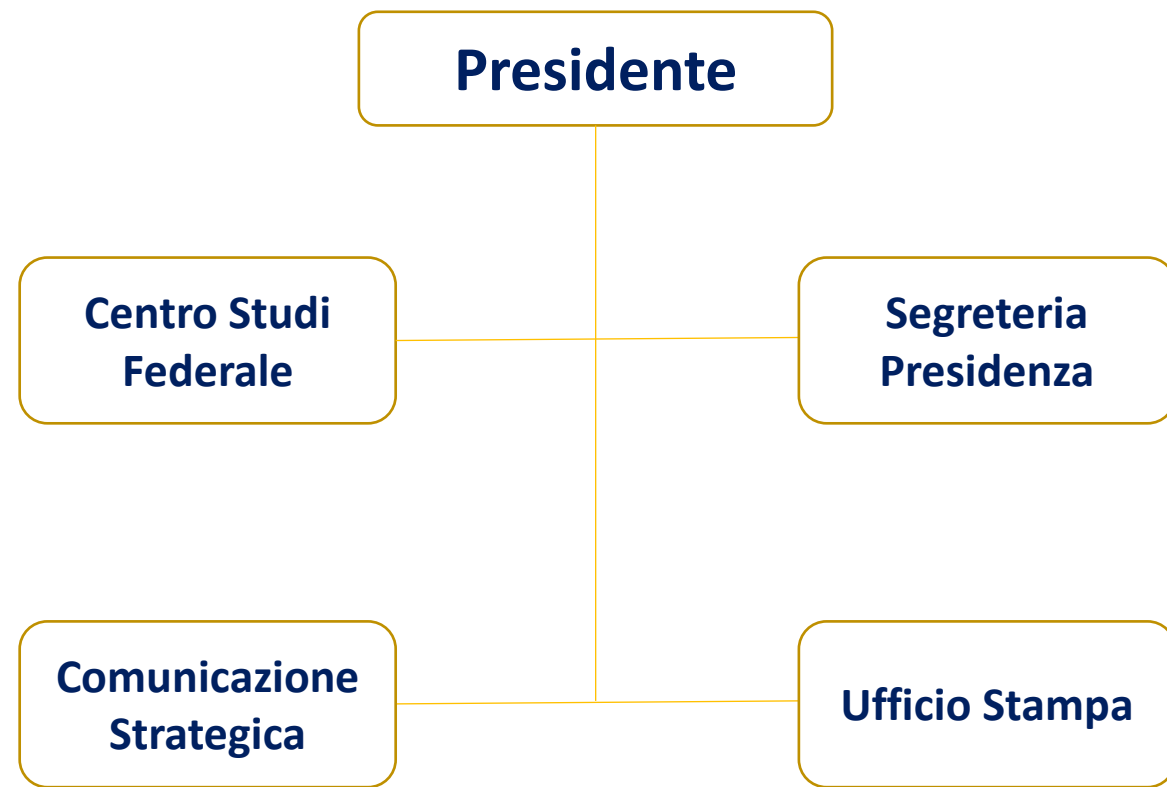 Presidente
Centro Studi
Federale
Segreteria
Presidenza
Comunicazione
Strategica
Ufficio Stampa